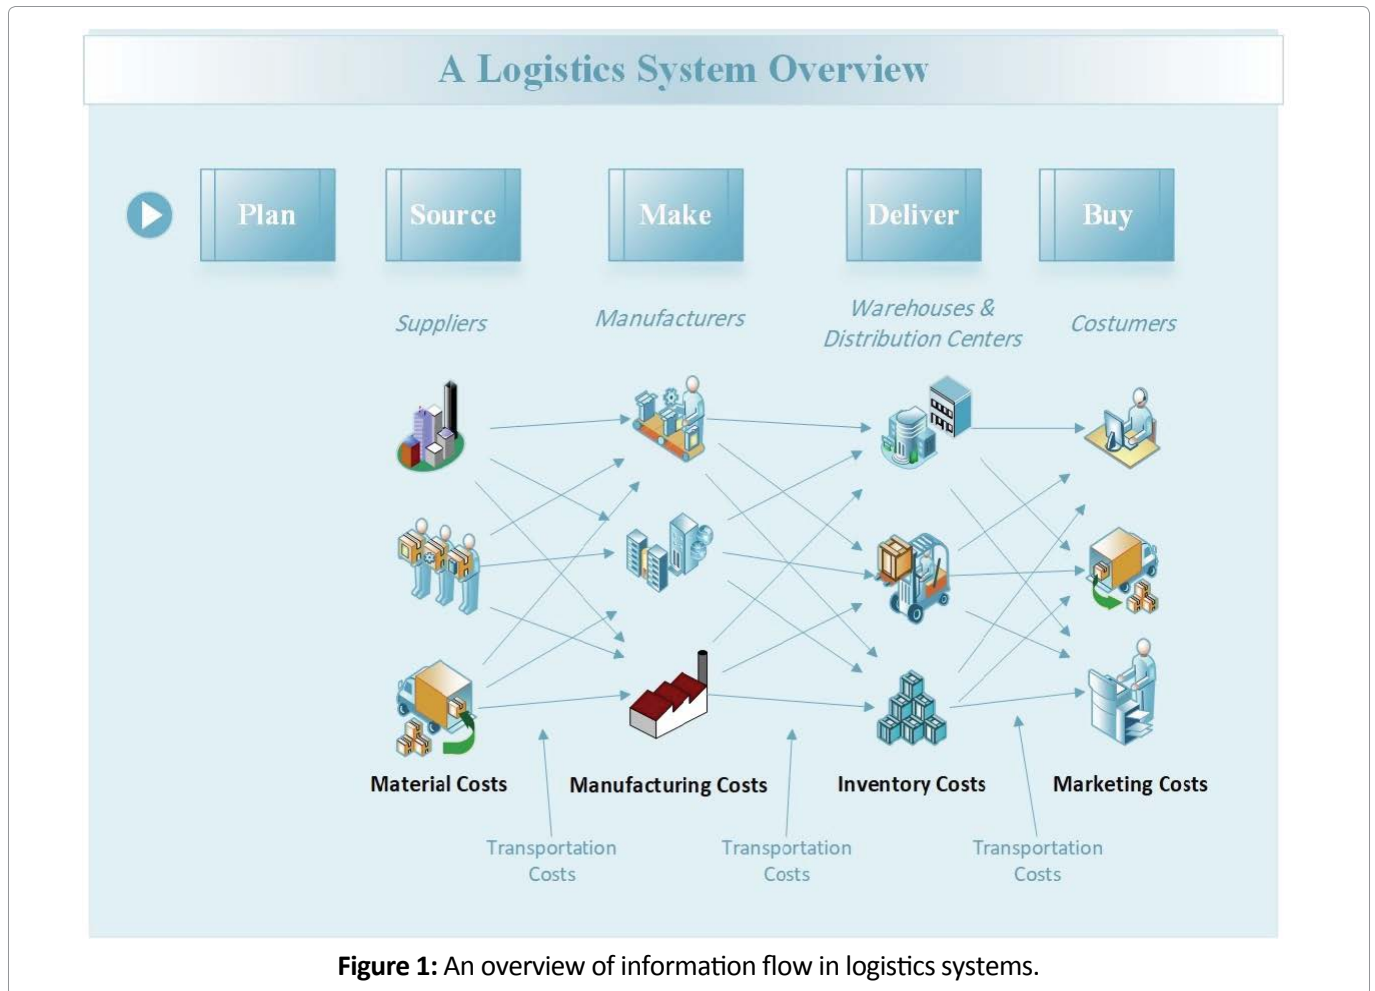 A Logistics System Overview
Plan
Source
Make
Deliver
Buy
Suppliers
Manufacturers
Warehouses &
Distribution Centers
Costumers
Material Costs
Manufacturing Costs
Inventory Costs
Marketing Costs
Transportation
Costs
Transportation
Costs
Transportation
Costs
Figure 1: An overview of information flow in logistics systems.